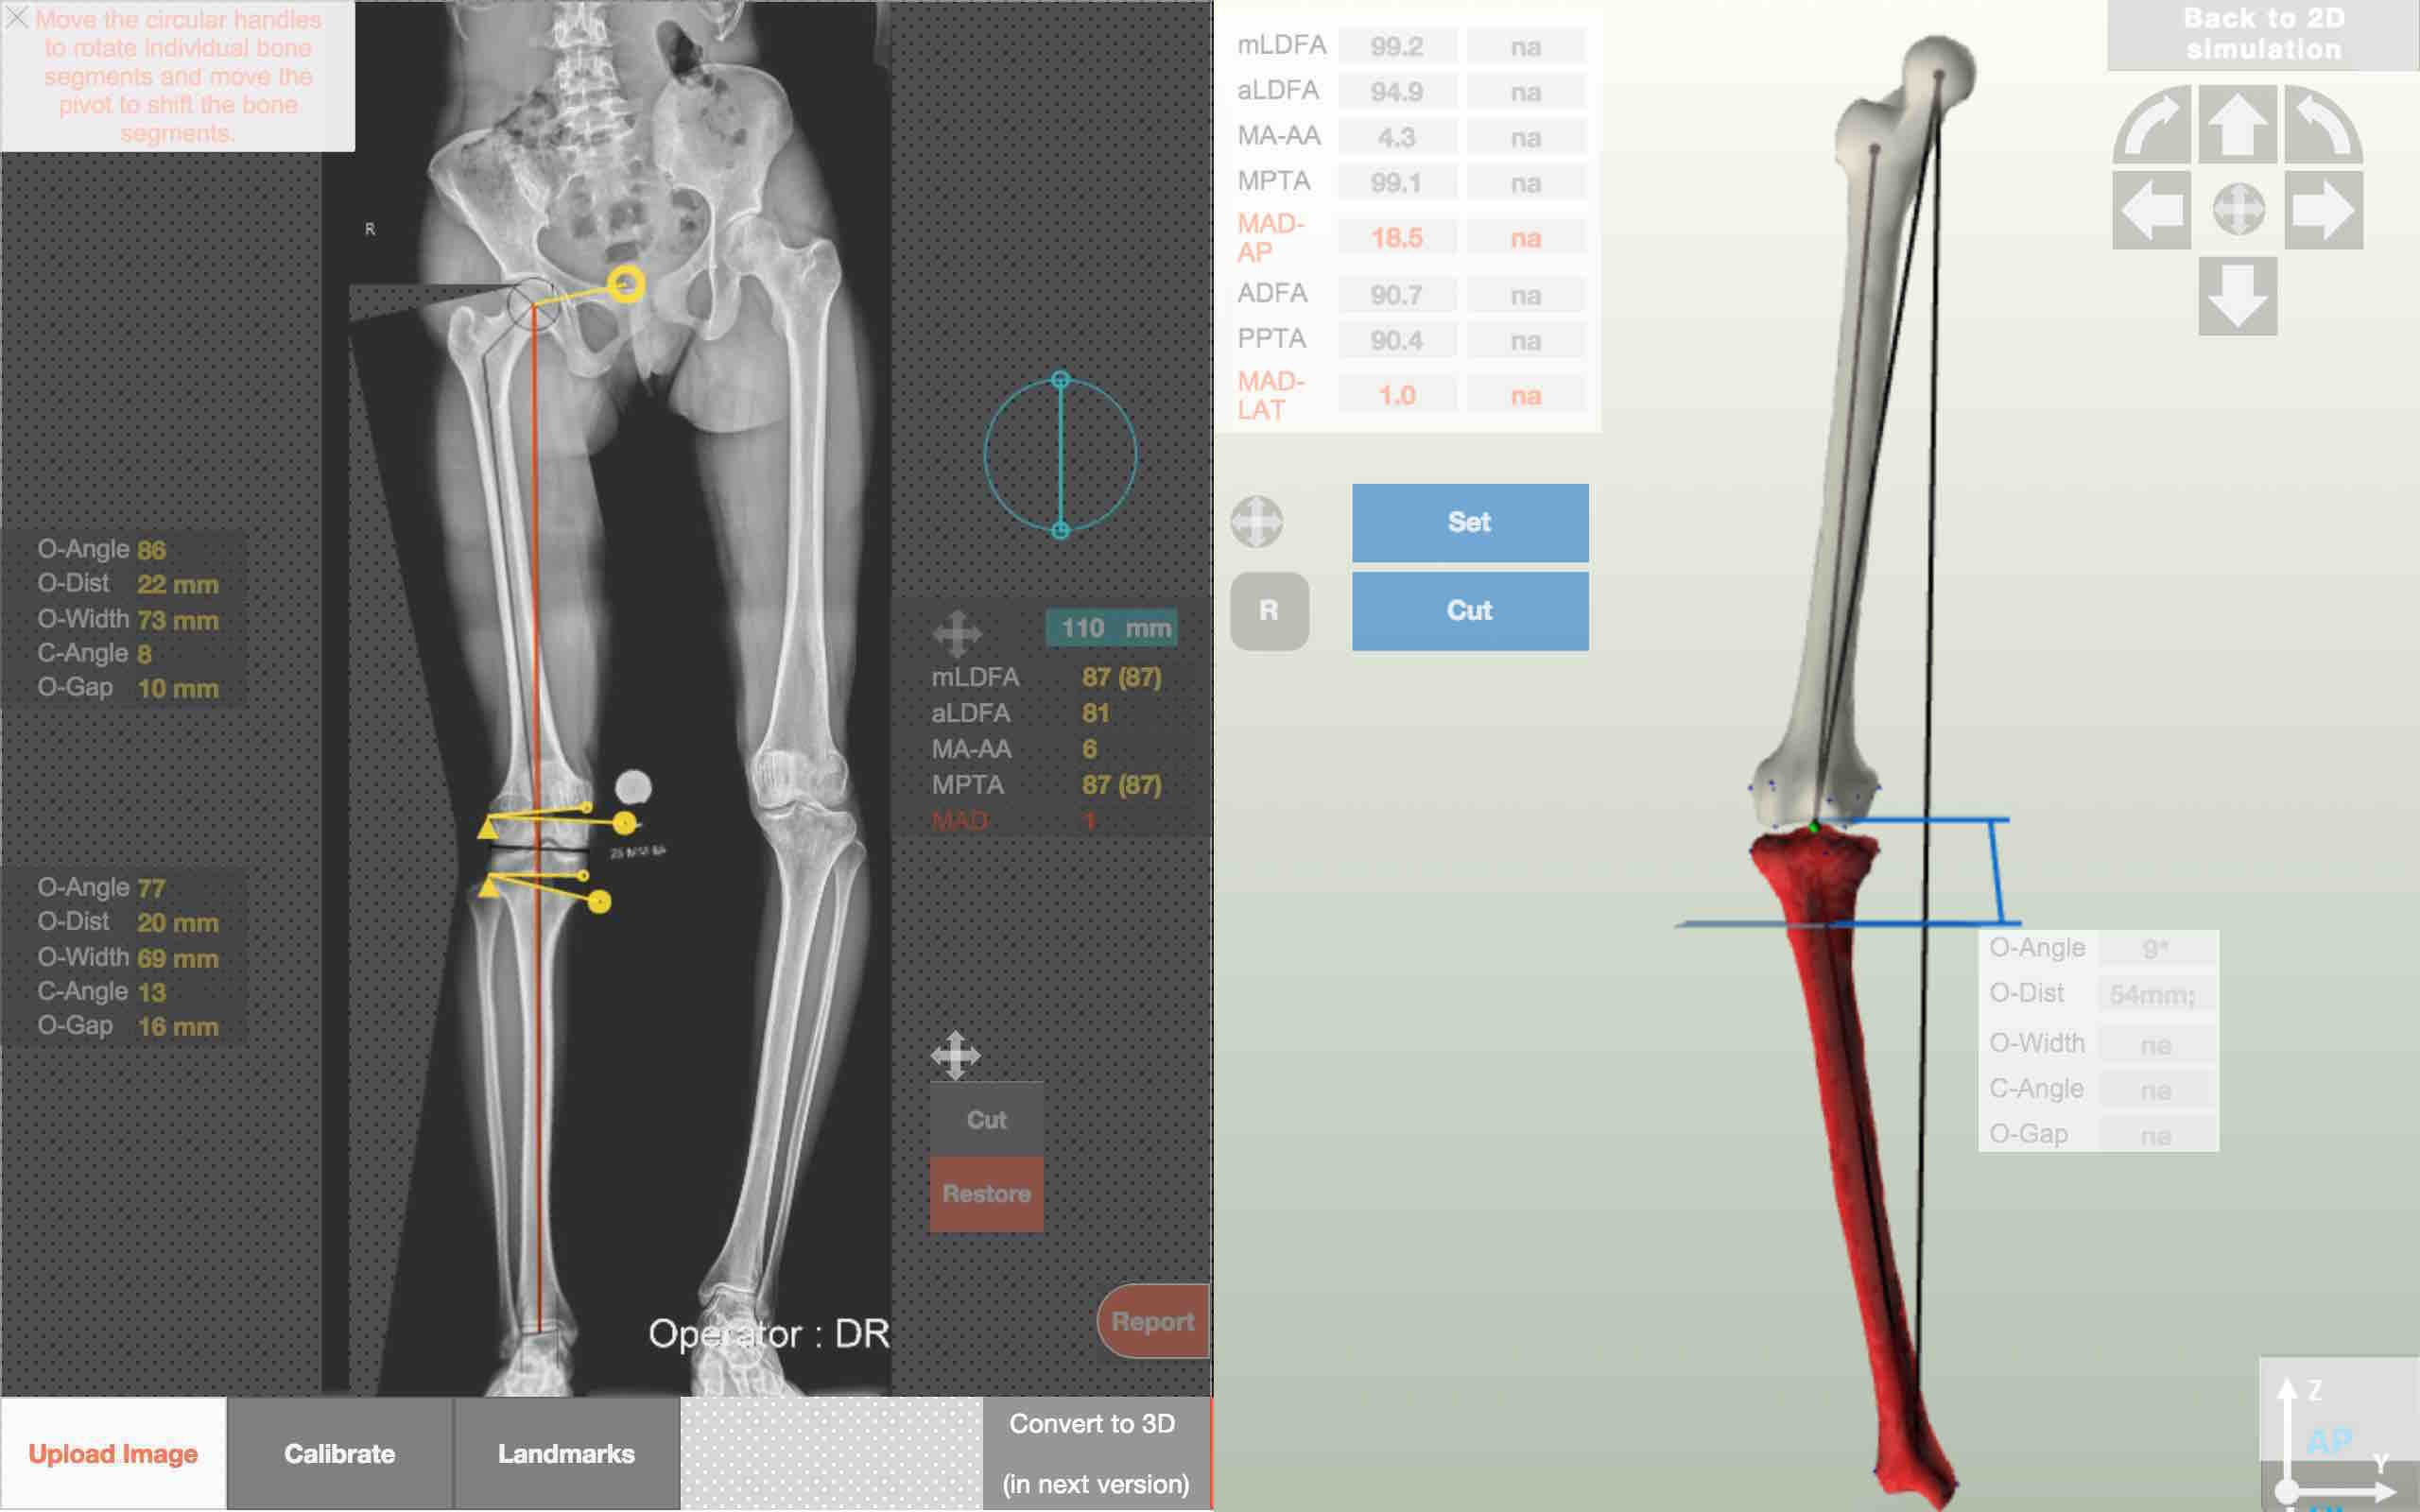 Move the circular handles
to rotate individual bone
segments and move the
pivot to shift the bone
segments.
R
O-Angle 86
O-Dist 22 mm
O-Width 73 mm
C-Angle 8
O-Gap 10 mm
O-Angle 77
O-Dist 20 mm
O-Width 69 mm
C-Angle 13
O-Gap 16 mm
110 mm
mLDFA 87 (87)
aLDFA 81
MA-AA 6
MPTA 87 (87)
MAD 1
Cut
Restore
Operator : DR
Report
Upload Image
Calibrate
Landmarks
Convert to 3D
(in next version)
mLDFA 99.2 na
aLDFA 94.9 na
MA-AA 4.3 na
MPTA 99.1 na
MAD-
AP 18.5 na
ADFA 90.7 na
PPTA 90.4 na
MAD-
LAT 1.0 na
Set
R
Cut
Back to 2D
simulation
O-Angle 9*
O-Dist 54mm;
O-Width na
C-Angle na
O-Gap na
Z
AP
Y